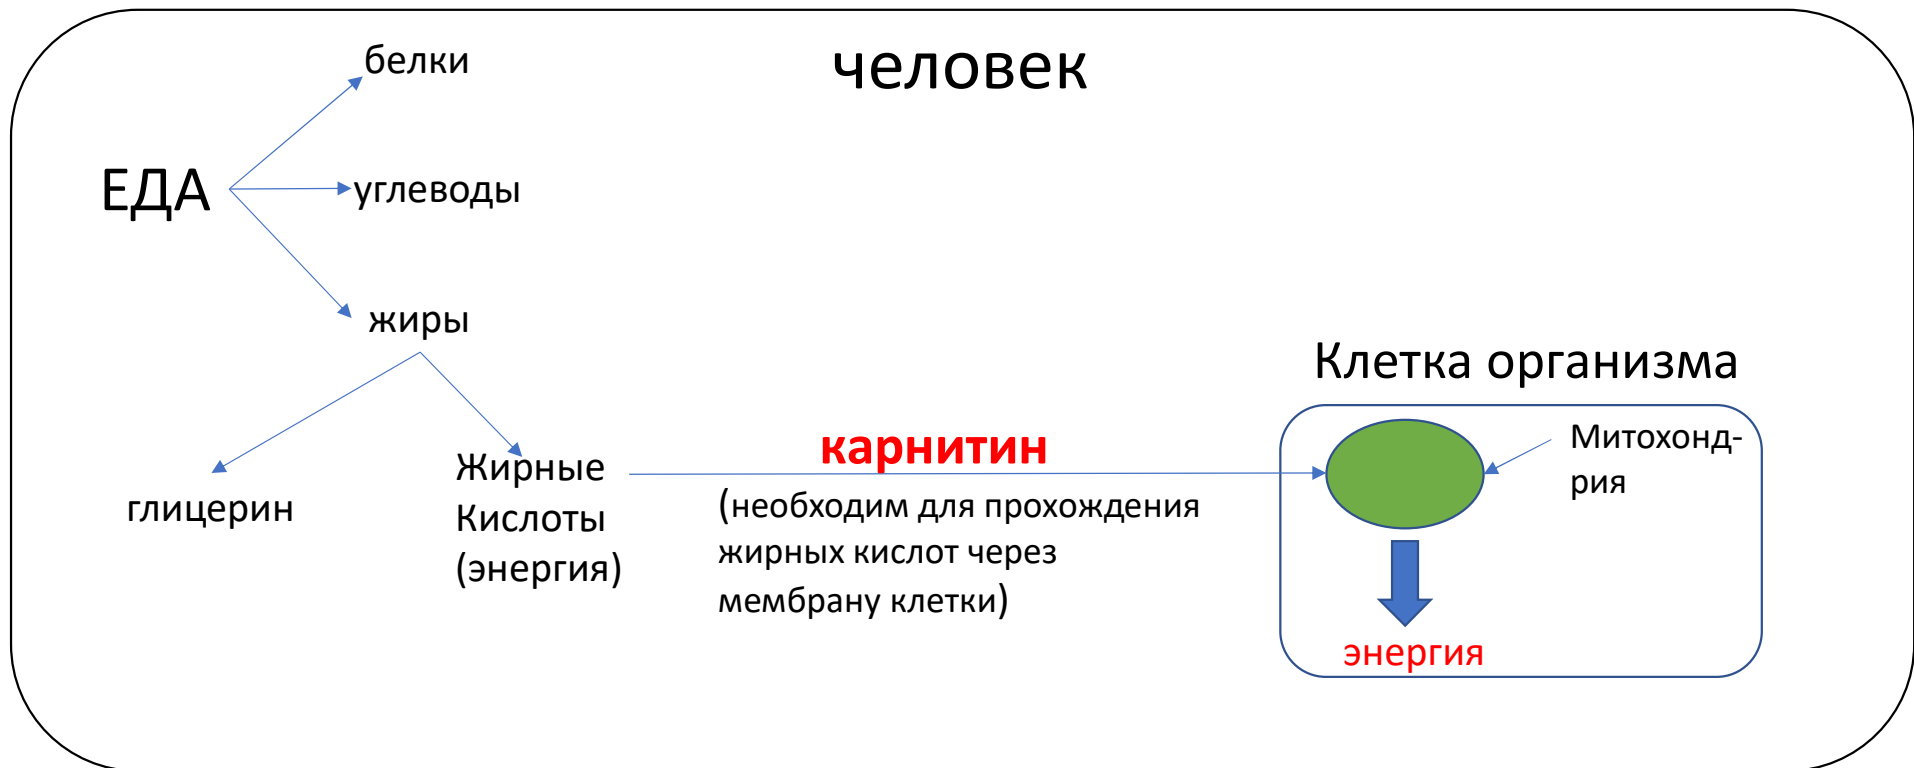 человек
белки
ЕДА
углеводы
жиры
глицерин
Жирные
Кислоты
(энергия)
карнитин
(необходим для прохождения
жирных кислот через
мембрану клетки)
Клетка организма
Митохонд-
рия
энергия